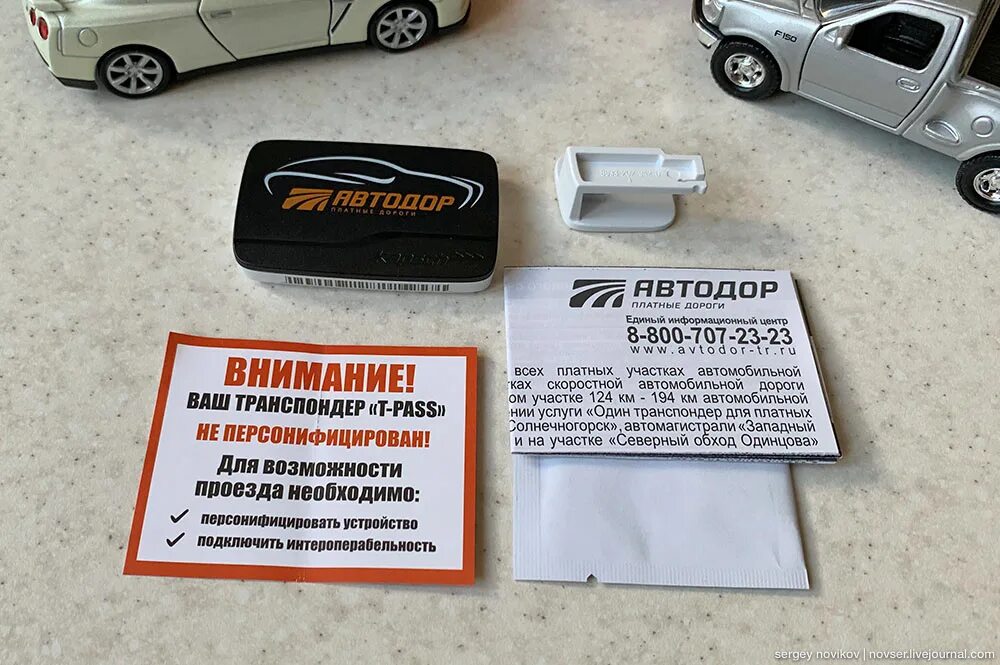 F150
АВТОДОР
ПЛАТНЫЕ ДОРОГИ
АВТОДОР
ПЛАТНЫЕ ДОРОГИ
Единый информационный центр
8-800-707-23-23
www.avtodor-tr.ru
всех платных участках автомобильной
ках скоростной автомобильной дороги
ом участке 124 км - 194 км автомобильной
нии услуги «Один транспондер для платных
Солнечногорск», автомагистрали «Западный
и на участке «Северный обход Одинцова»
ВНИМАНИЕ!
ВАШ ТРАНСПОНДЕР «T-PASS»
НЕ ПЕРСОНИФИЦИРОВАН!
Для возможности
проезда необходимо:
персонифицировать устройство
подключить интероперабельность
sergey novikov | novser.livejournal.com